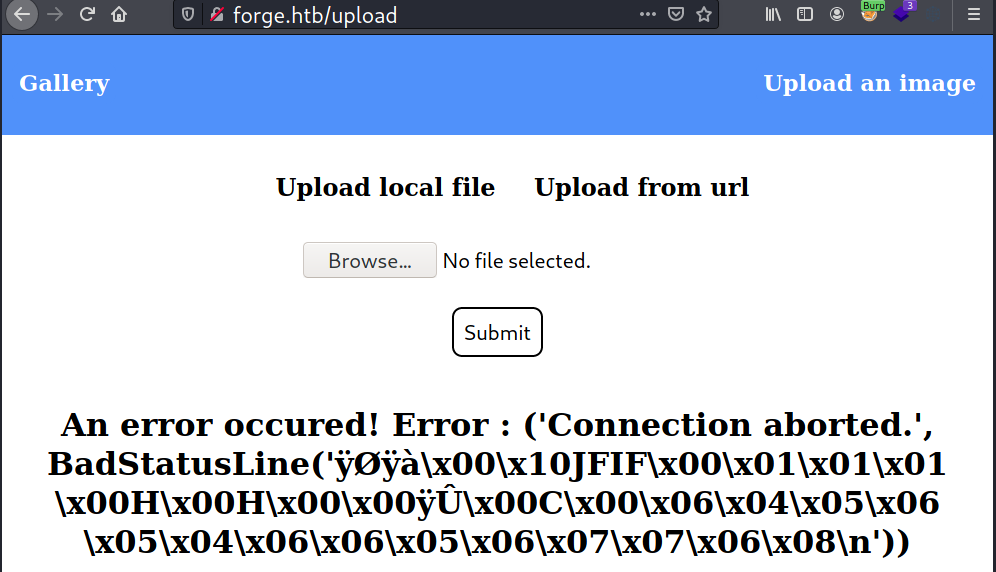 forge.htb/upload
Burp
3
Gallery
Upload an image
Upload local file
Upload from url
Browse...
No file selected.
Submit
An error occured! Error : ('Connection aborted.',
BadStatusLine('ÿØÿà\x00\x10JFIF\x00\x01\x01\x01
\x00H\x00H\x00\x00ÿÛ\x00C\x00\x06\x04\x05\x06
\x05\x04\x06\x06\x05\x06\x07\x07\x06\x08\n'))